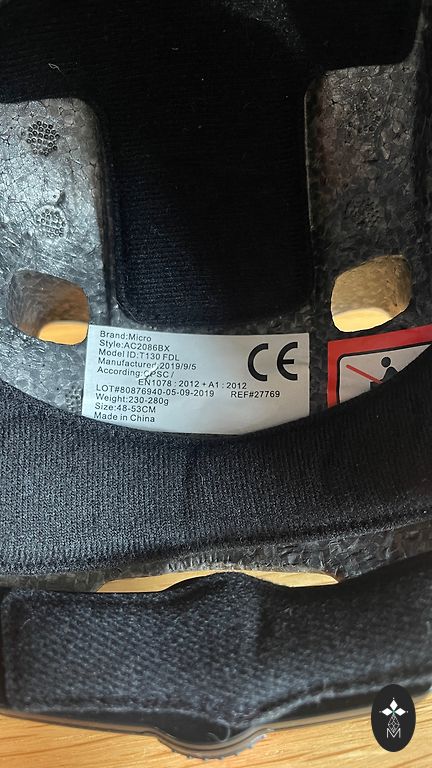 Brand:Micro
Style:AC2086BX
Model ID:T130 FDL
Manufacturer,2019/9/5
According:CPSC /
EN1078 : 2012 + A1 : 2012
LOT#80876940-05-09-2019 REF#27769
Weight:230-280g
Size:48-53CM
Made in China
CE
M